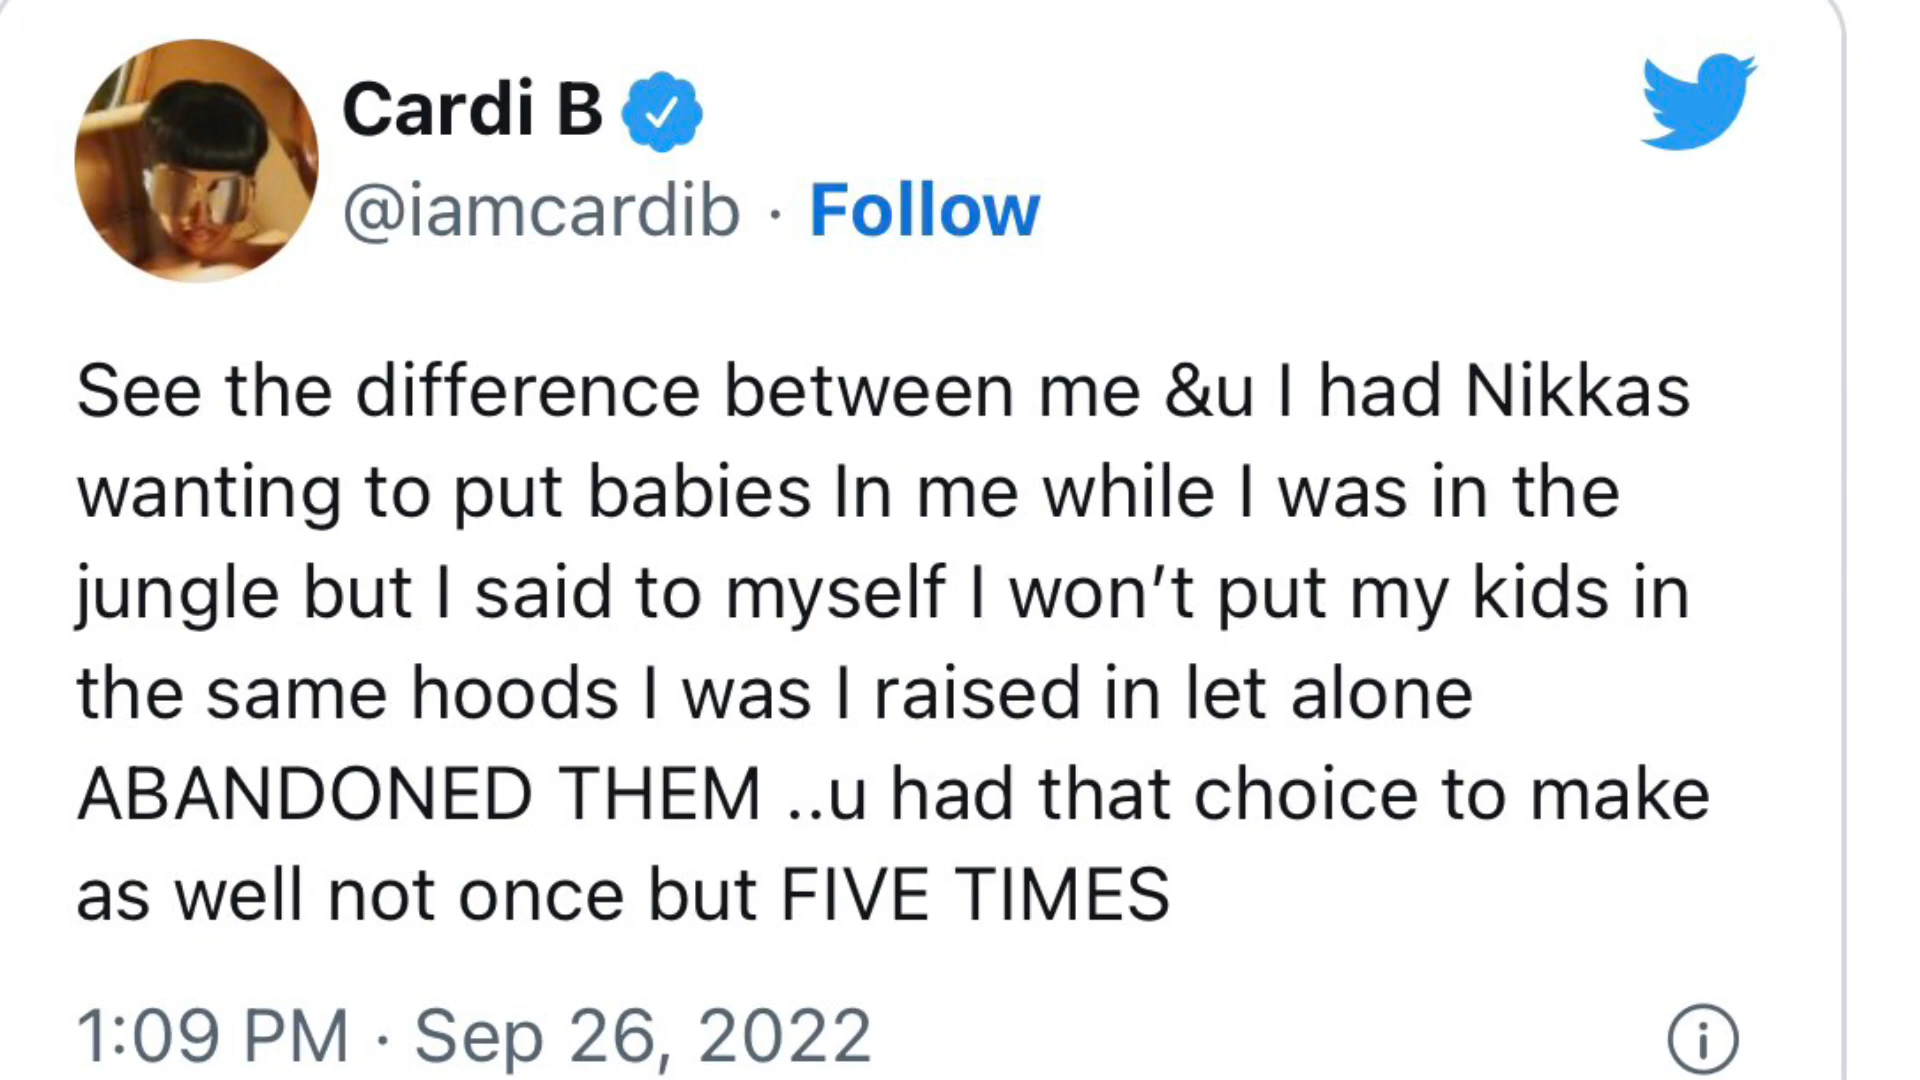 Cardi B
@iamcardib · Follow
See the difference between me &u I had Nikkas
wanting to put babies In me while I was in the
jungle but I said to myself I won’t put my kids in
the same hoods I was I raised in let alone
ABANDONED THEM ..u had that choice to make
as well not once but FIVE TIMES
1:09 PM · Sep 26, 2022